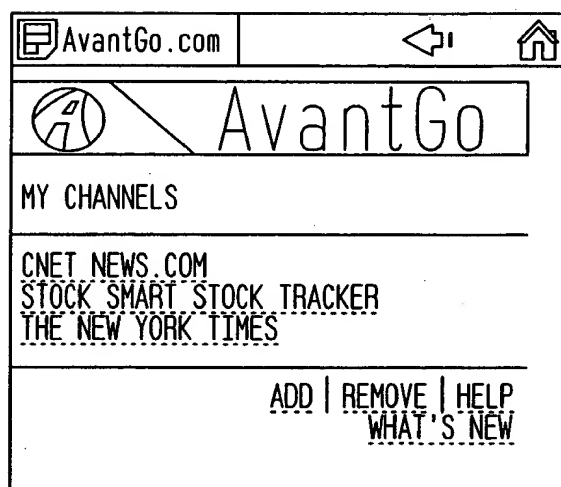 AvantGo.com
AvantGo
MY CHANNELS
CNET NEWS.COM
STOCK SMART STOCK TRACKER
THE NEW YORK TIMES
ADD | REMOVE | HELP
WHAT'S NEW